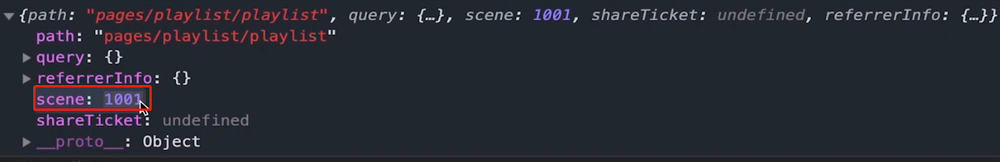 {path: "pages/playlist/playlist", query: {…}, scene: 1001, shareTicket: undefined, referrerInfo: {…}}
path: "pages/playlist/playlist"
query: {}
referrerInfo: {}
scene: 1001
shareTicket: undefined
__proto__: Object